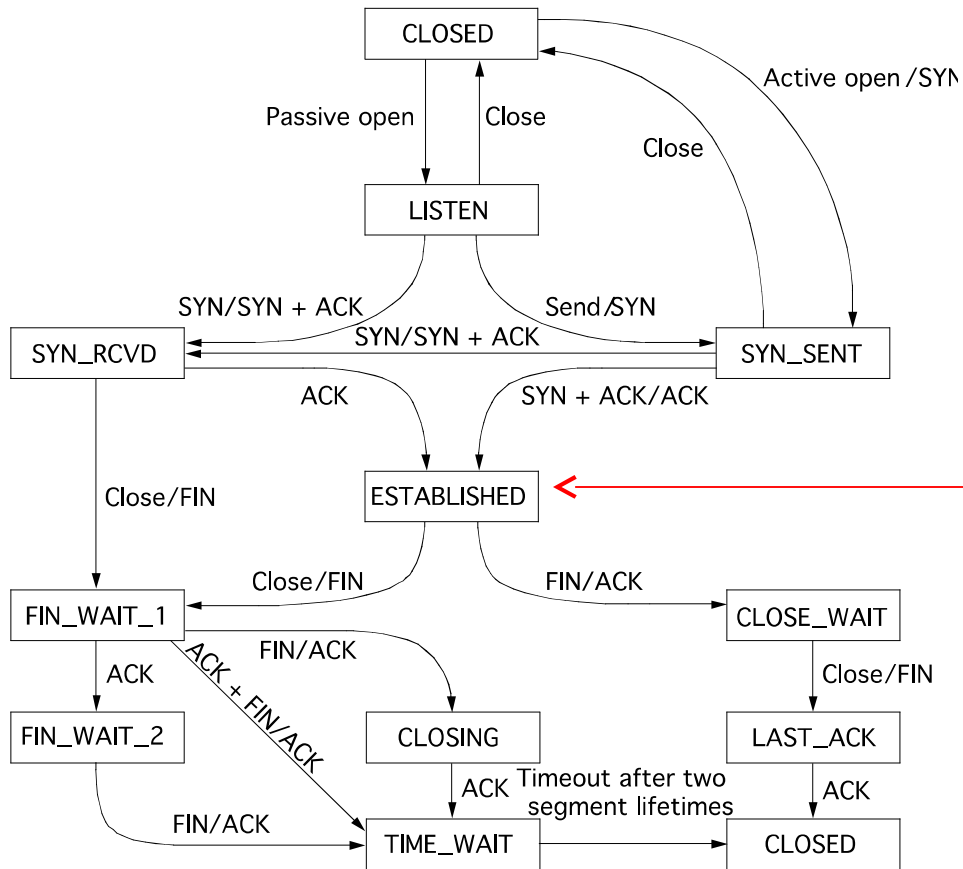 CLOSED
Active open /SYN
Passive open
Close
Close
LISTEN
SYN/SYN + ACK
Send/SYN
SYN/SYN + ACK
SYN_RCVD
SYN_SENT
ACK
SYN + ACK/ACK
ESTABLISHED
Close/FIN
Close/FIN
FIN/ACK
FIN_WAIT_1
CLOSE_WAIT
FIN/ACK
ACK
ACK + FIN/ACK
Close/FIN
FIN_WAIT_2
CLOSING
LAST_ACK
ACK
Timeout after two
segment lifetimes
ACK
FIN/ACK
TIME_WAIT
CLOSED